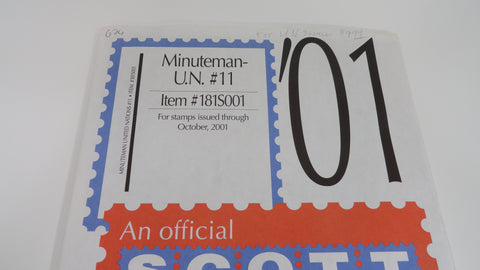 Minuteman-
U.N. #11
Item #181S001
For stamps issued through
October, 2001
MINUTEMAN UNITED NATIONS #11 • ITEM #181S001
'01
An official
SCOTT